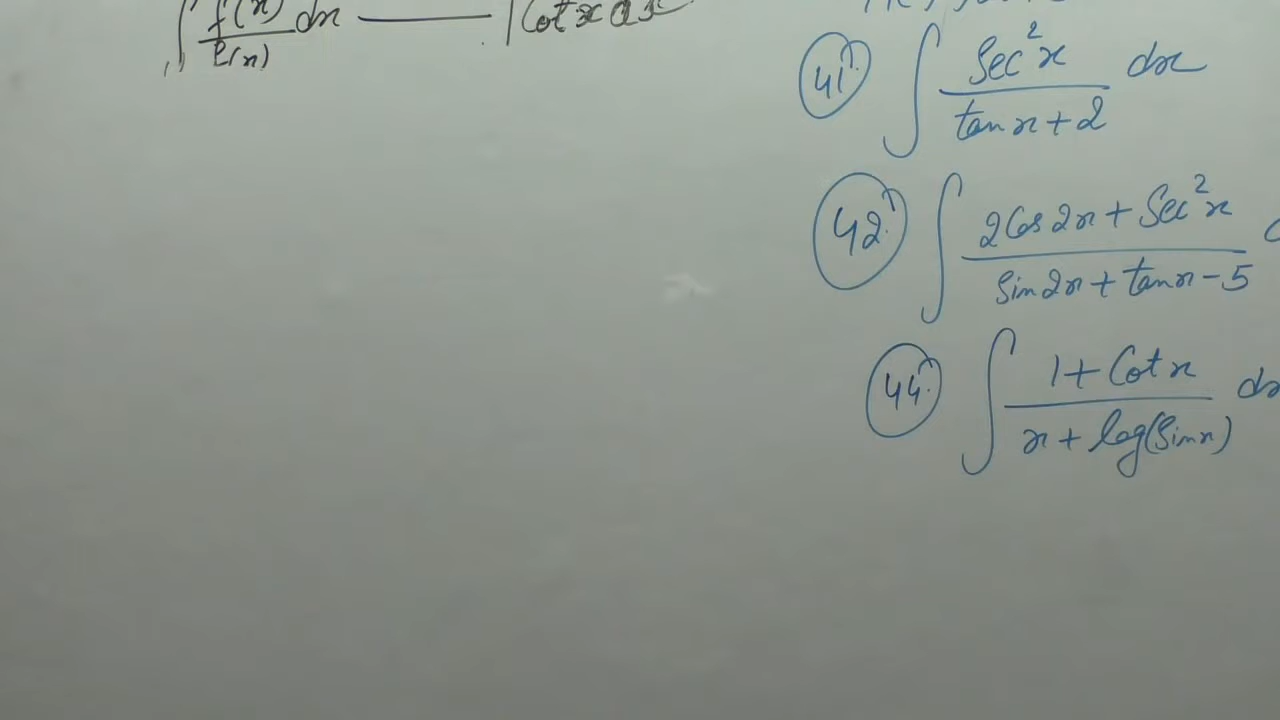 ∫ f'(x)/f(x) dx ——— ∫Cot x dx
41. ∫ Sec²x / tan x + 2 dx
42. ∫ 2Cos 2x + Sec²x / Sin 2x + tan x - 5
44. ∫ 1 + Cot x / x + log(Sin x) dx